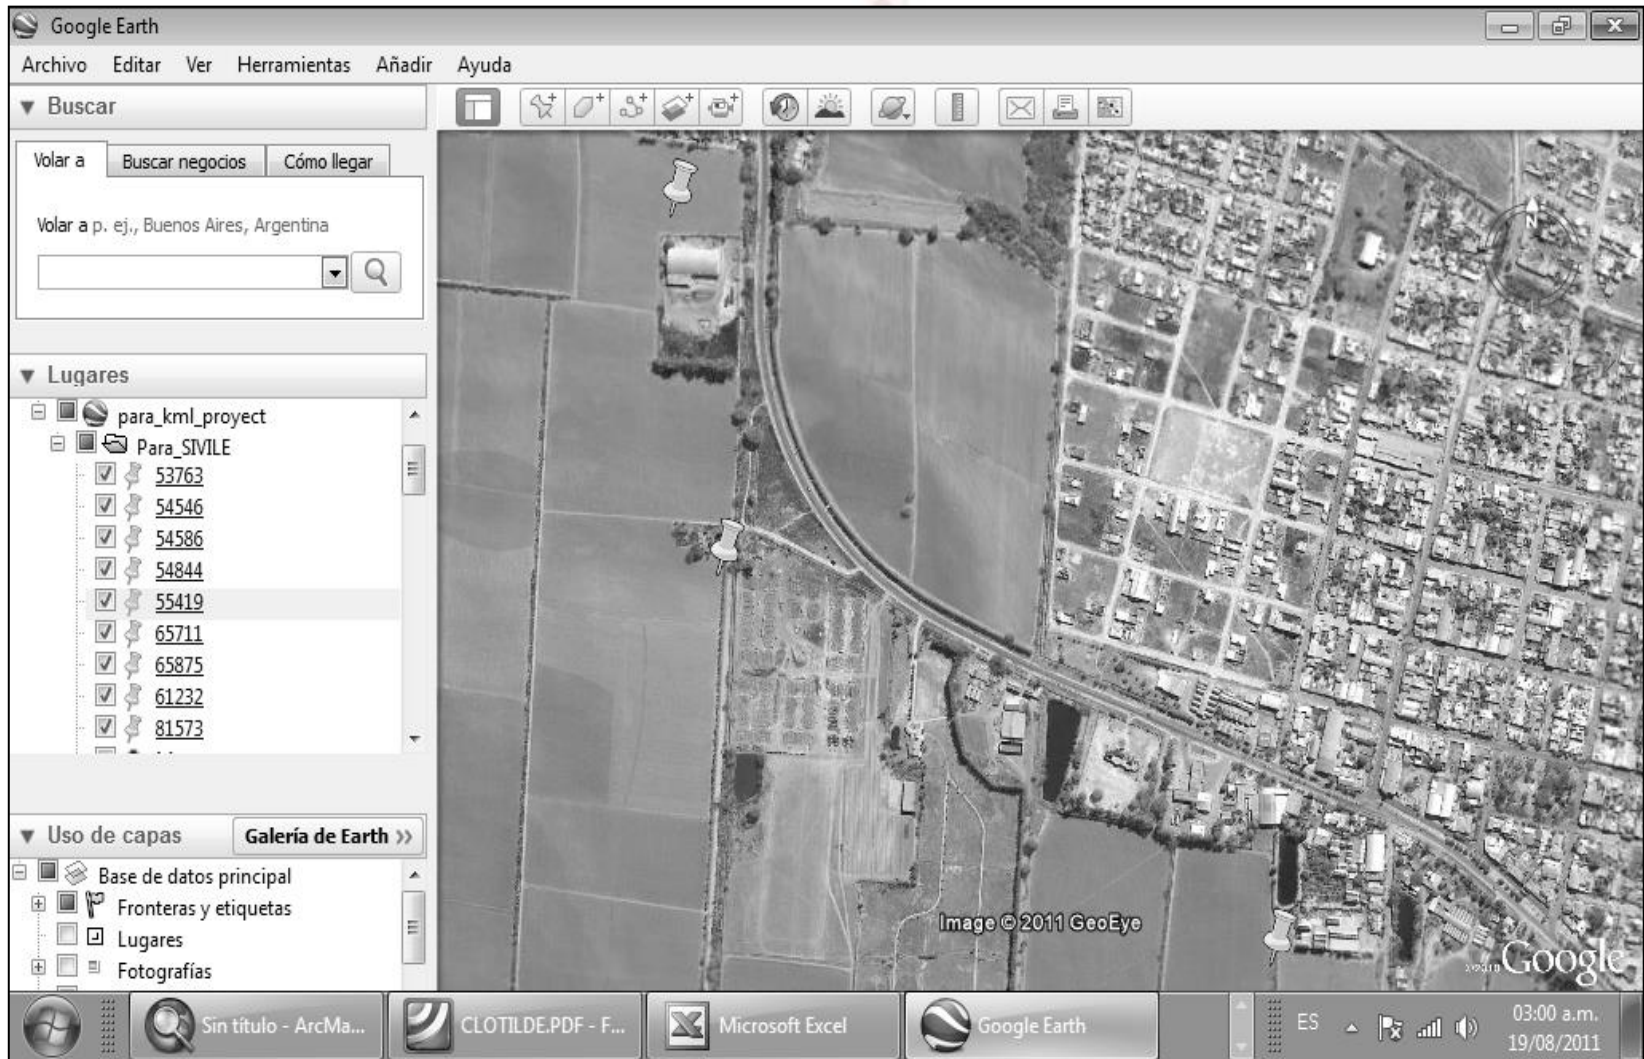 Google Earth
Archivo Editar Ver Herramientas Añadir Ayuda
Buscar
Volar a Buscar negocios Cómo llegar
Volar a p. ej., Buenos Aires, Argentina
Lugares
para_kml_proyect
Para_SIVILE
53763
54546
54586
54844
55419
65711
65875
61232
81573
Uso de capas Galería de Earth >>
Base de datos principal
Fronteras y etiquetas
Lugares
Fotografías
N
Image © 2011 GeoEye
Google
Sin título - ArcMa... CLOTILDE.PDF - F... Microsoft Excel Google Earth ES 03:00 a.m.
19/08/2011